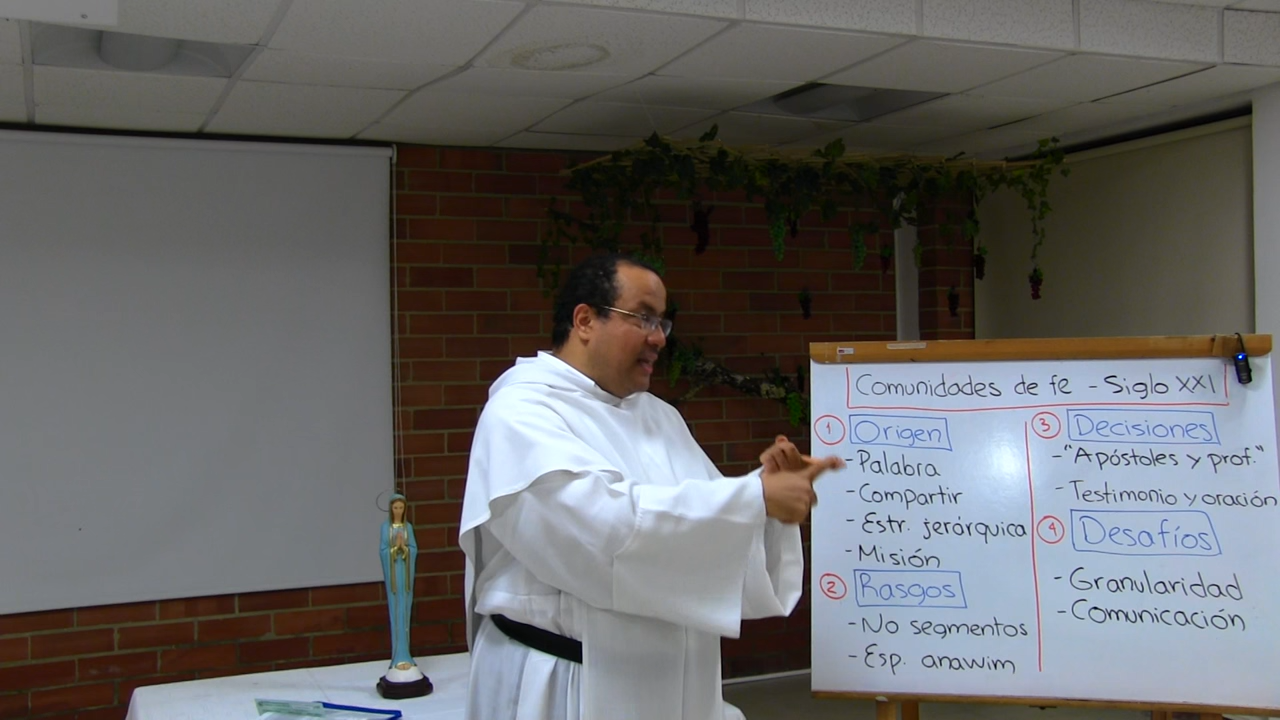 Comunidades de fe - Siglo XXI
① Origen
- Palabra
- Compartir
- Estr. jerárquica
- Misión
② Rasgos
- No segmentos
- Esp. anawim
③ Decisiones
- "Apóstoles y prof."
- Testimonio y oración
④ Desafíos
- Granularidad
- Comunicación